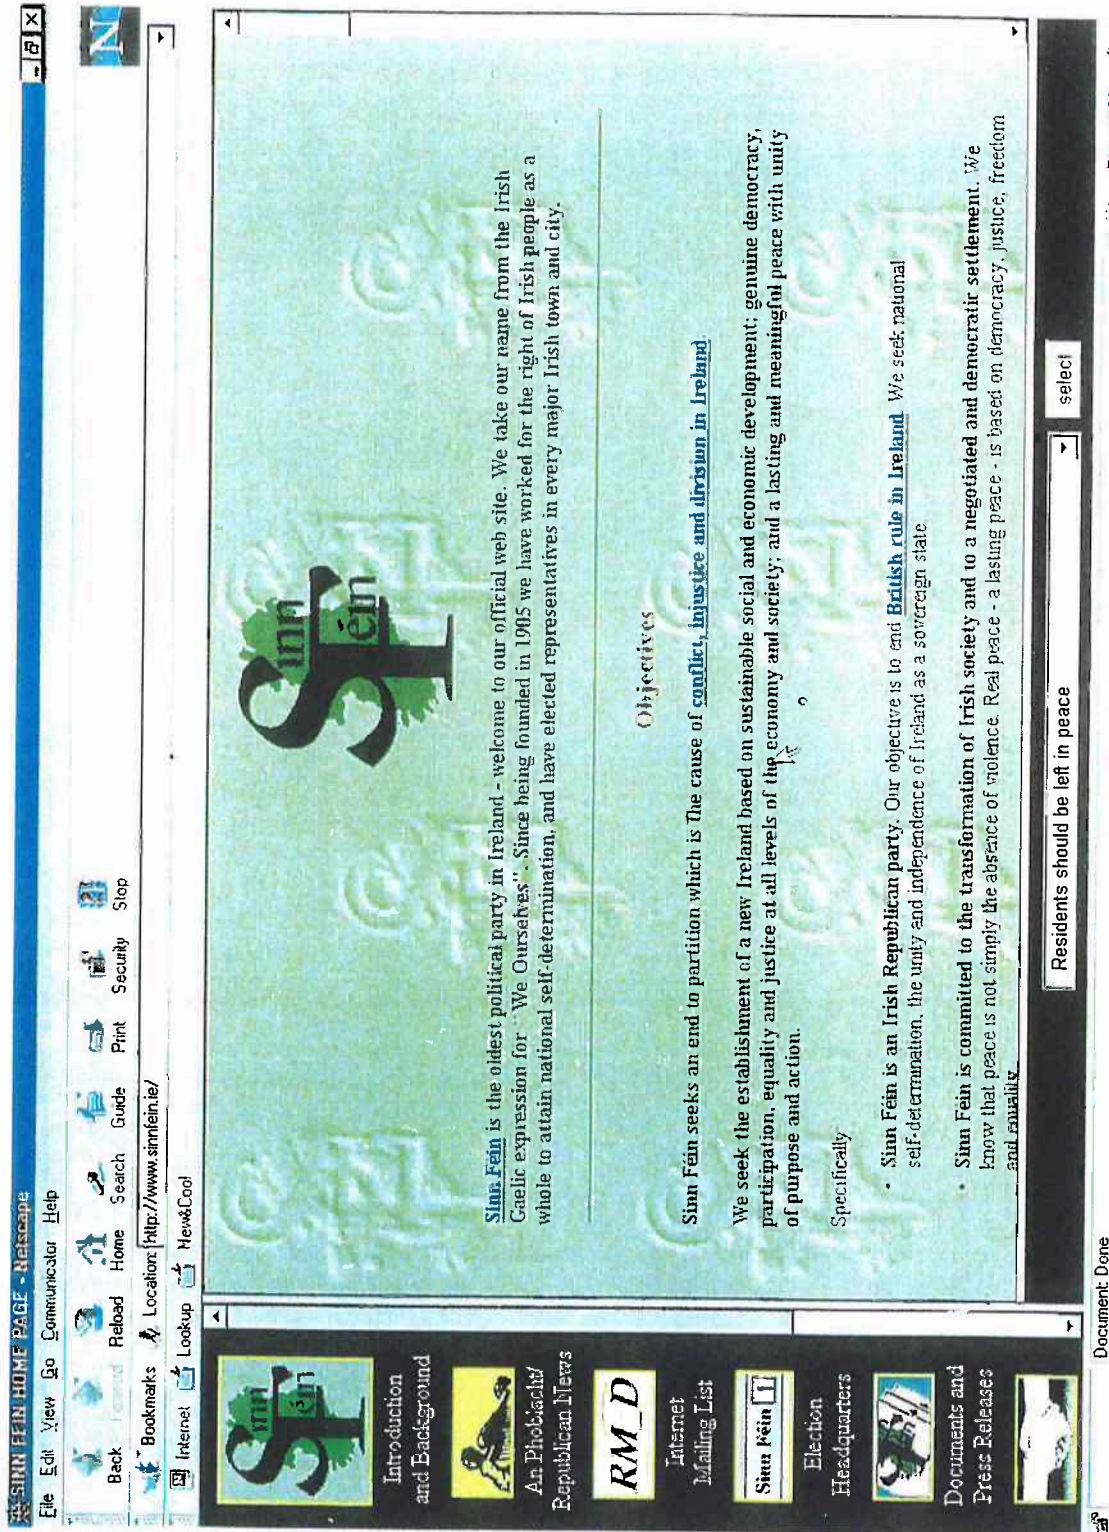 SINN FEIN HOME PAGE - Netscape
File Edit View Go Communicator Help
Back Forward Reload Home Search Guide Print Security Stop
N
Bookmarks Location: http://www.sinnfein.ie/
Internet Lookup New&Cool
Sinn Féin
Introduction
and Background
An Phoblacht/
Republican News
RM_D
Internet
Mailing List
Sinn Féin 1
Election
Headquarters
Documents and
Press Releases
Sinn Féin
Sinn Féin is the oldest political party in Ireland - welcome to our official web site. We take our name from the Irish
Gaelic expression for ``We Ourselves''. Since being founded in 1905 we have worked for the right of Irish people as a
whole to attain national self-determination, and have elected representatives in every major Irish town and city.
Objectives
Sinn Féin seeks an end to partition which is The cause of conflict, injustice and division in Ireland.
We seek the establishment of a new Ireland based on sustainable social and economic development; genuine democracy,
participation, equality and justice at all levels of the economy and society; and a lasting and meaningful peace with unity
of purpose and action.
Specifically
• Sinn Féin is an Irish Republican party. Our objective is to end British rule in Ireland. We seek national
self-determination, the unity and independence of Ireland as a sovereign state
• Sinn Féin is committed to the transformation of Irish society and to a negotiated and democratic settlement. We
know that peace is not simply the absence of violence. Real peace - a lasting peace - is based on democracy, justice, freedom
and equality
Residents should be left in peace select
Document: Done